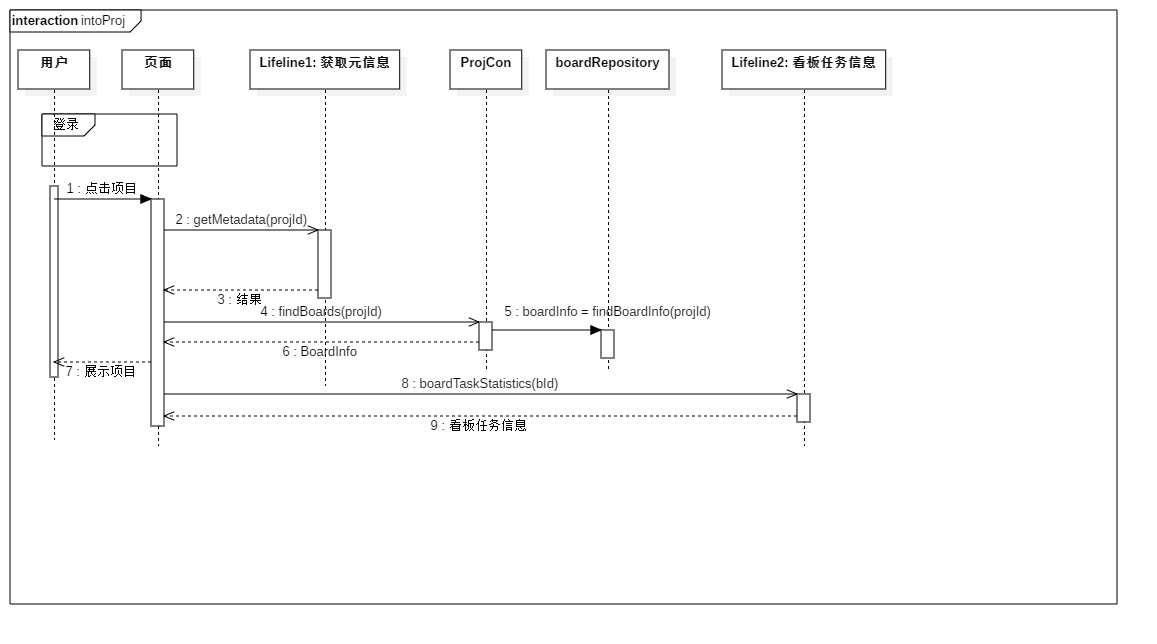 interaction intoProj
用户
页面
Lifeline1: 获取元信息
ProjCon
boardRepository
Lifeline2: 看板任务信息
登录
1 : 点击项目
2 : getMetadata(projId)
3 : 结果
4 : findBoards(projId)
5 : boardInfo = findBoardInfo(projId)
6 : BoardInfo
7 : 展示项目
8 : boardTaskStatistics(bId)
9 : 看板任务信息